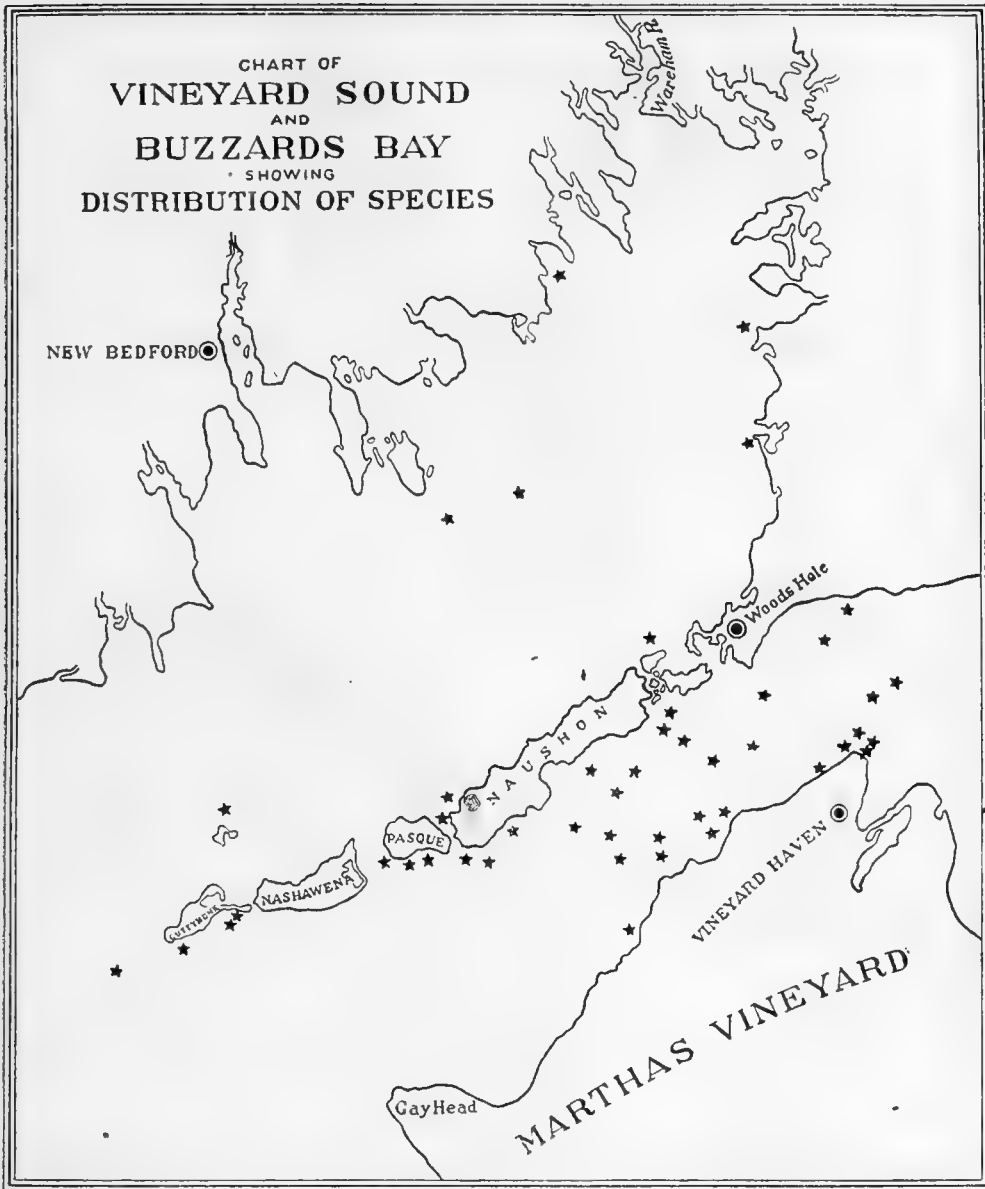 CHART OF
VINEYARD SOUND
AND
BUZZARDS BAY
SHOWING
DISTRIBUTION OF SPECIES
Wareham R.
NEW BEDFORD
Woods Hole
NAUSHON
PASQUE
NASHAWENA
CUTTYHUNK
VINEYARD HAVEN
MARTHAS VINEYARD
Gay Head